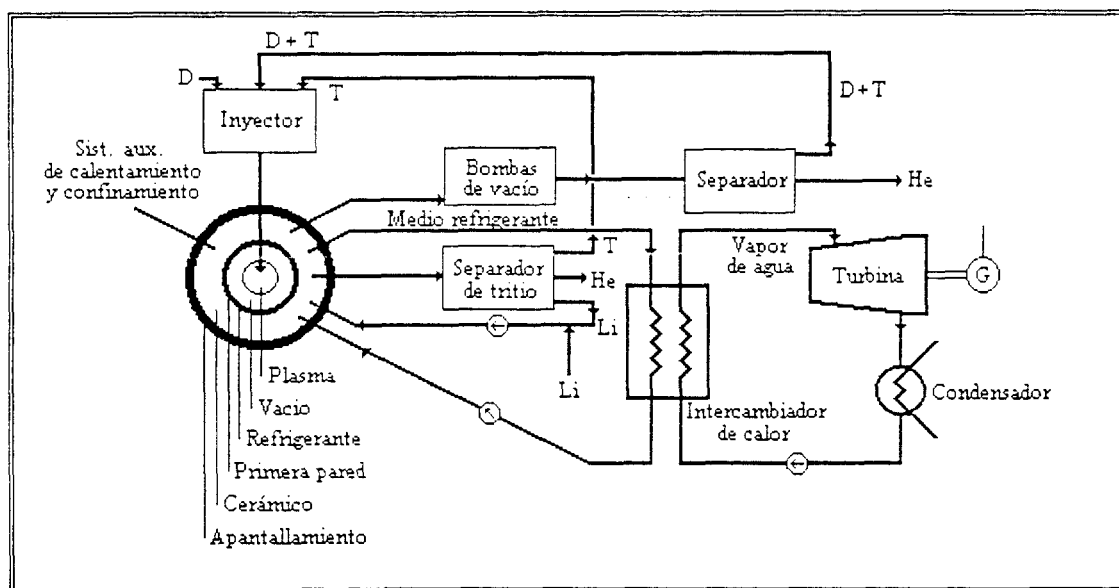 D + T
D
T
D + T
Inyector
Sist. aux.
de calentamiento
y confinamiento
Bombas
de vacío
Separador
He
Medio refrigerante
T
Separador
de tritio
He
Li
Li
Vapor
de agua
Turbina
G
Condensador
Intercambiador
de calor
Plasma
Vacio
Refrigerante
Primera pared
Cerámico
Apantallamiento